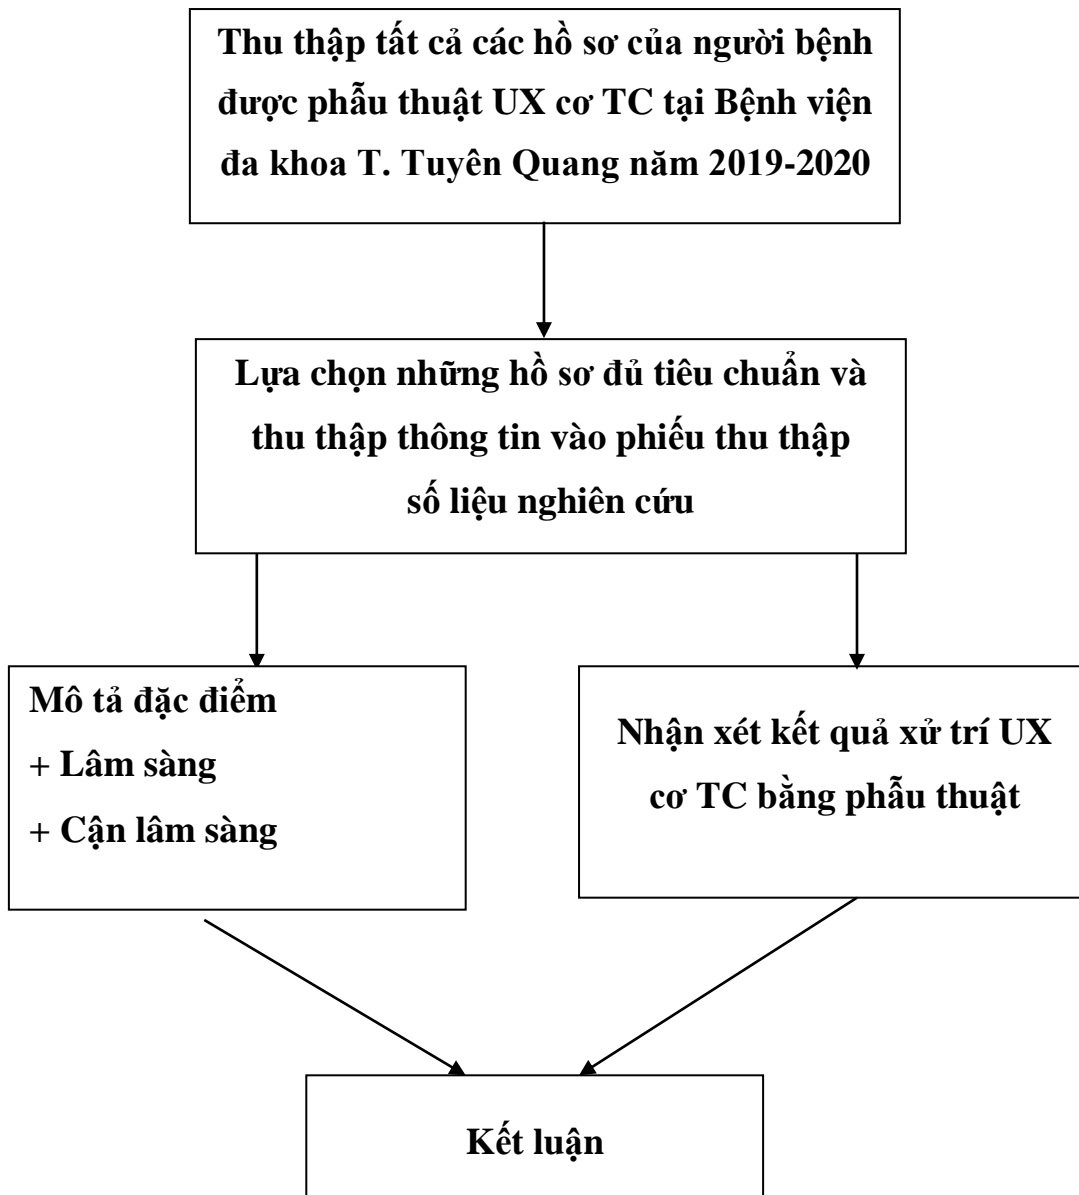 Thu thập tất cả các hồ sơ của người bệnh
được phẫu thuật UX cơ TC tại Bệnh viện
đa khoa T. Tuyên Quang năm 2019-2020
Lựa chọn những hồ sơ đủ tiêu chuẩn và
thu thập thông tin vào phiếu thu thập
số liệu nghiên cứu
Mô tả đặc điểm
+ Lâm sàng
+ Cận lâm sàng
Nhận xét kết quả xử trí UX
cơ TC bằng phẫu thuật
Kết luận